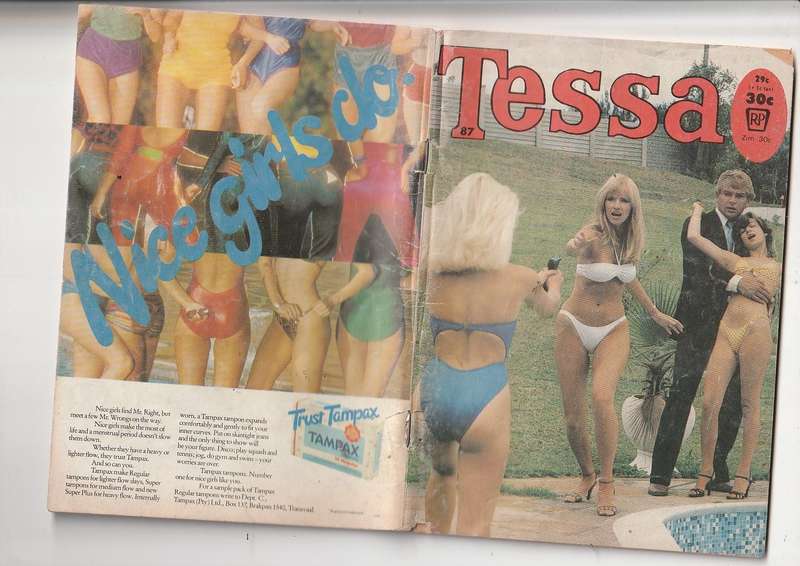 Nice girls do.
Nice girls find Mr. Right, but
meet a few Mr. Wrongs on the way.
Nice girls make the most of
life and a menstrual period doesn't slow
them down.
Whether they have a heavy or
lighter flow, they trust Tampax.
And so can you.
Tampax make Regular
tampons for lighter flow days, Super
tampons for medium flow and new
Super Plus for heavy flow. Internally
worn, a Tampax tampon expands
comfortably and gently to fit your
inner curves. Put on skintight jeans
and the only thing to show will
be your figure. Disco; play squash and
tennis; jog, do gym and swim – your
worries are over.
Tampax tampons. Number
one for nice girls like you.
For a sample pack of Tampax
Regular tampons write to Dept. C.,
Tampax (Pty) Ltd., Box 137, Brakpan 1540, Transvaal.
Trust Tampax
TAMPAX
Tessa
87
29c
+ 1c tax
30c
RP
Zim. 30c